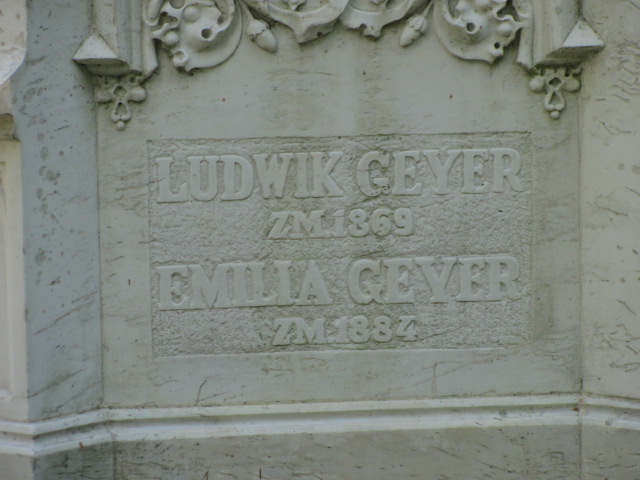 LUDWIK GEYER
ZM.1869
EMILIA GEYER
ZM.1884